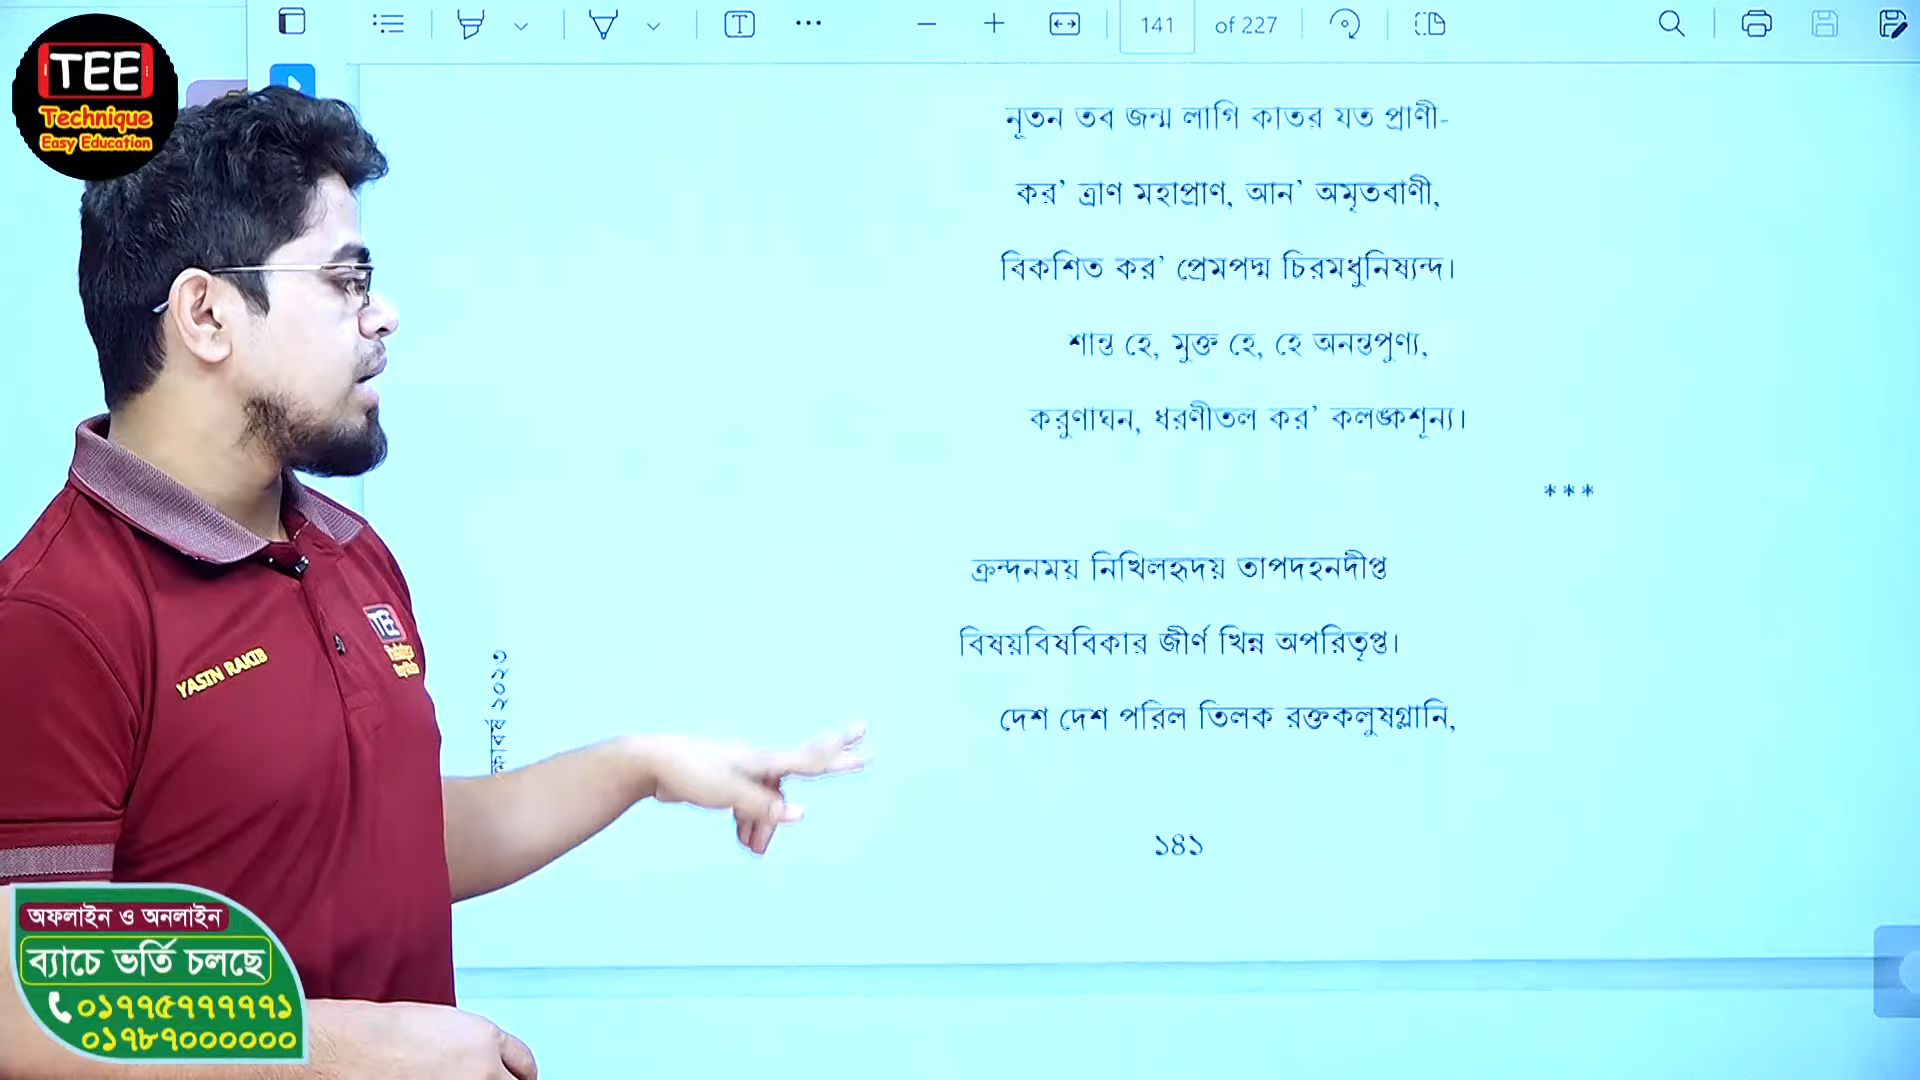 141 of 227
TEE
Technique
Easy Education
নূতন তব জন্ম লাগি কাতর যত প্রাণী-
কর’ ত্রাণ মহাপ্রাণ, আন’ অমৃতবাণী,
বিকশিত কর’ প্রেমপদ্ম চিরমধুনিষ্যন্দ।
শান্ত হে, মুক্ত হে, হে অনন্তপুণ্য,
করুণাঘন, ধরণীতল কর’ কলঙ্কশূন্য।
***
ক্রন্দনময় নিখিলহৃদয় তাপদহনদীপ্ত
বিষয়বিষবিকার জীর্ণ খিন্ন অপরিতৃপ্ত।
দেশ দেশ পরিল তিলক রক্তকলুষগ্লানি,
১৪১
২০২৩
YASIN RAKIB
TEE
অফলাইন ও অনলাইন
ব্যাচে ভর্তি চলছে
০১৭৭৫৭৭৭৭৭১
০১৭৮৭০০০০০০